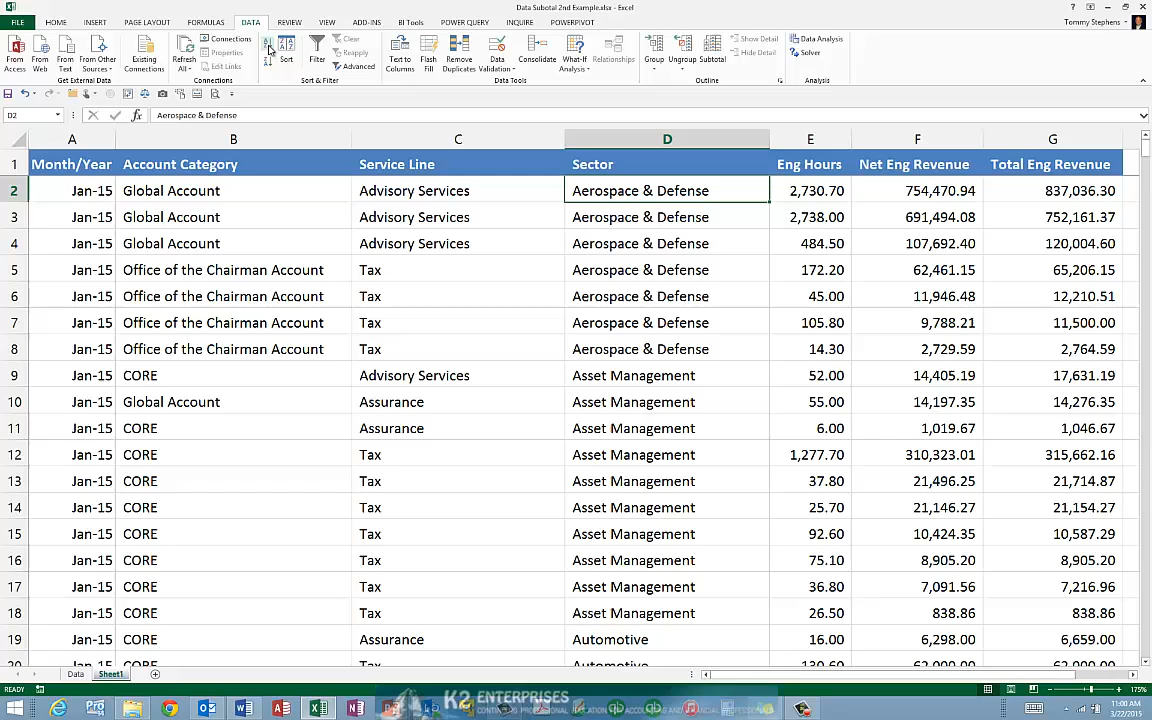 Data Subotal 2nd Example.xlsx - Excel
FILE HOME INSERT PAGE LAYOUT FORMULAS DATA REVIEW VIEW ADD-INS BI Tools POWER QUERY INQUIRE POWERPIVOT Tommy Stephens
From Access From Web From Text From Other Sources Existing Connections Refresh All Connections Properties Edit Links Sort Filter Clear Reapply Advanced Text to Columns Flash Fill Remove Duplicates Data Validation Consolidate What-If Analysis Relationships Group Ungroup Subtotal Show Detail Hide Detail Data Analysis Solver
Get External Data Connections Sort & Filter Data Tools Outline Analysis
D2 fx Aerospace & Defense
A B C D E F G
1 Month/Year Account Category Service Line Sector Eng Hours Net Eng Revenue Total Eng Revenue
2 Jan-15 Global Account Advisory Services Aerospace & Defense 2,730.70 754,470.94 837,036.30
3 Jan-15 Global Account Advisory Services Aerospace & Defense 2,738.00 691,494.08 752,161.37
4 Jan-15 Global Account Advisory Services Aerospace & Defense 484.50 107,692.40 120,004.60
5 Jan-15 Office of the Chairman Account Tax Aerospace & Defense 172.20 62,461.15 65,206.15
6 Jan-15 Office of the Chairman Account Tax Aerospace & Defense 45.00 11,946.48 12,210.51
7 Jan-15 Office of the Chairman Account Tax Aerospace & Defense 105.80 9,788.21 11,500.00
8 Jan-15 Office of the Chairman Account Tax Aerospace & Defense 14.30 2,729.59 2,764.59
9 Jan-15 CORE Advisory Services Asset Management 52.00 14,405.19 17,631.19
10 Jan-15 Global Account Assurance Asset Management 55.00 14,197.35 14,276.35
11 Jan-15 CORE Assurance Asset Management 6.00 1,019.67 1,046.67
12 Jan-15 CORE Tax Asset Management 1,277.70 310,323.01 315,662.16
13 Jan-15 CORE Tax Asset Management 37.80 21,496.25 21,714.87
14 Jan-15 CORE Tax Asset Management 25.70 21,146.27 21,154.27
15 Jan-15 CORE Tax Asset Management 92.60 10,424.35 10,587.29
16 Jan-15 CORE Tax Asset Management 75.10 8,905.20 8,905.20
17 Jan-15 CORE Tax Asset Management 36.80 7,091.56 7,216.96
18 Jan-15 CORE Tax Asset Management 26.50 838.86 838.86
19 Jan-15 CORE Assurance Automotive 16.00 6,298.00 6,659.00
20 Jan-15 CORE Tax Automotive 130.60 62,000.00 62,000.00
Data Sheet1
READY 175%
K2 ENTERPRISES
11:00 AM
3/22/2015